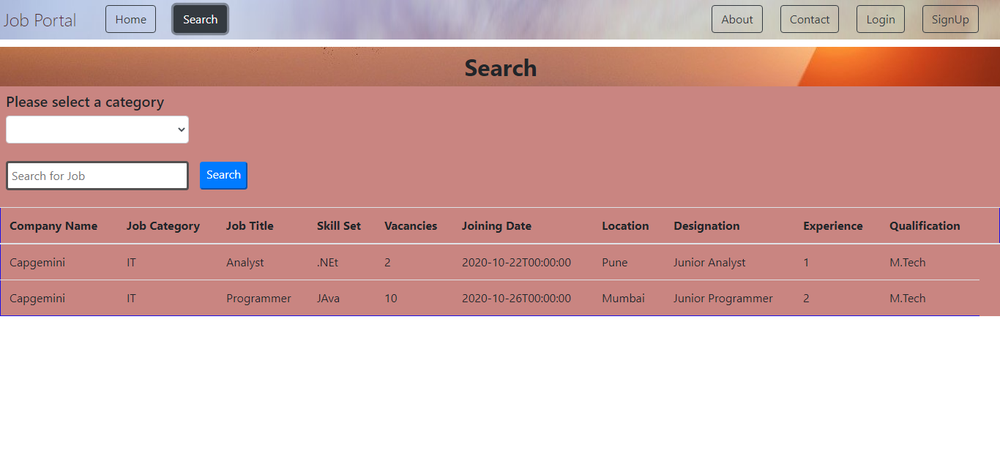 Job Portal Home Search About Contact Login SignUp
Search
Please select a category
Search for Job Search
Company Name Job Category Job Title Skill Set Vacancies Joining Date Location Designation Experience Qualification
Capgemini IT Analyst .NEt 2 2020-10-22T00:00:00 Pune Junior Analyst 1 M.Tech
Capgemini IT Programmer JAva 10 2020-10-26T00:00:00 Mumbai Junior Programmer 2 M.Tech